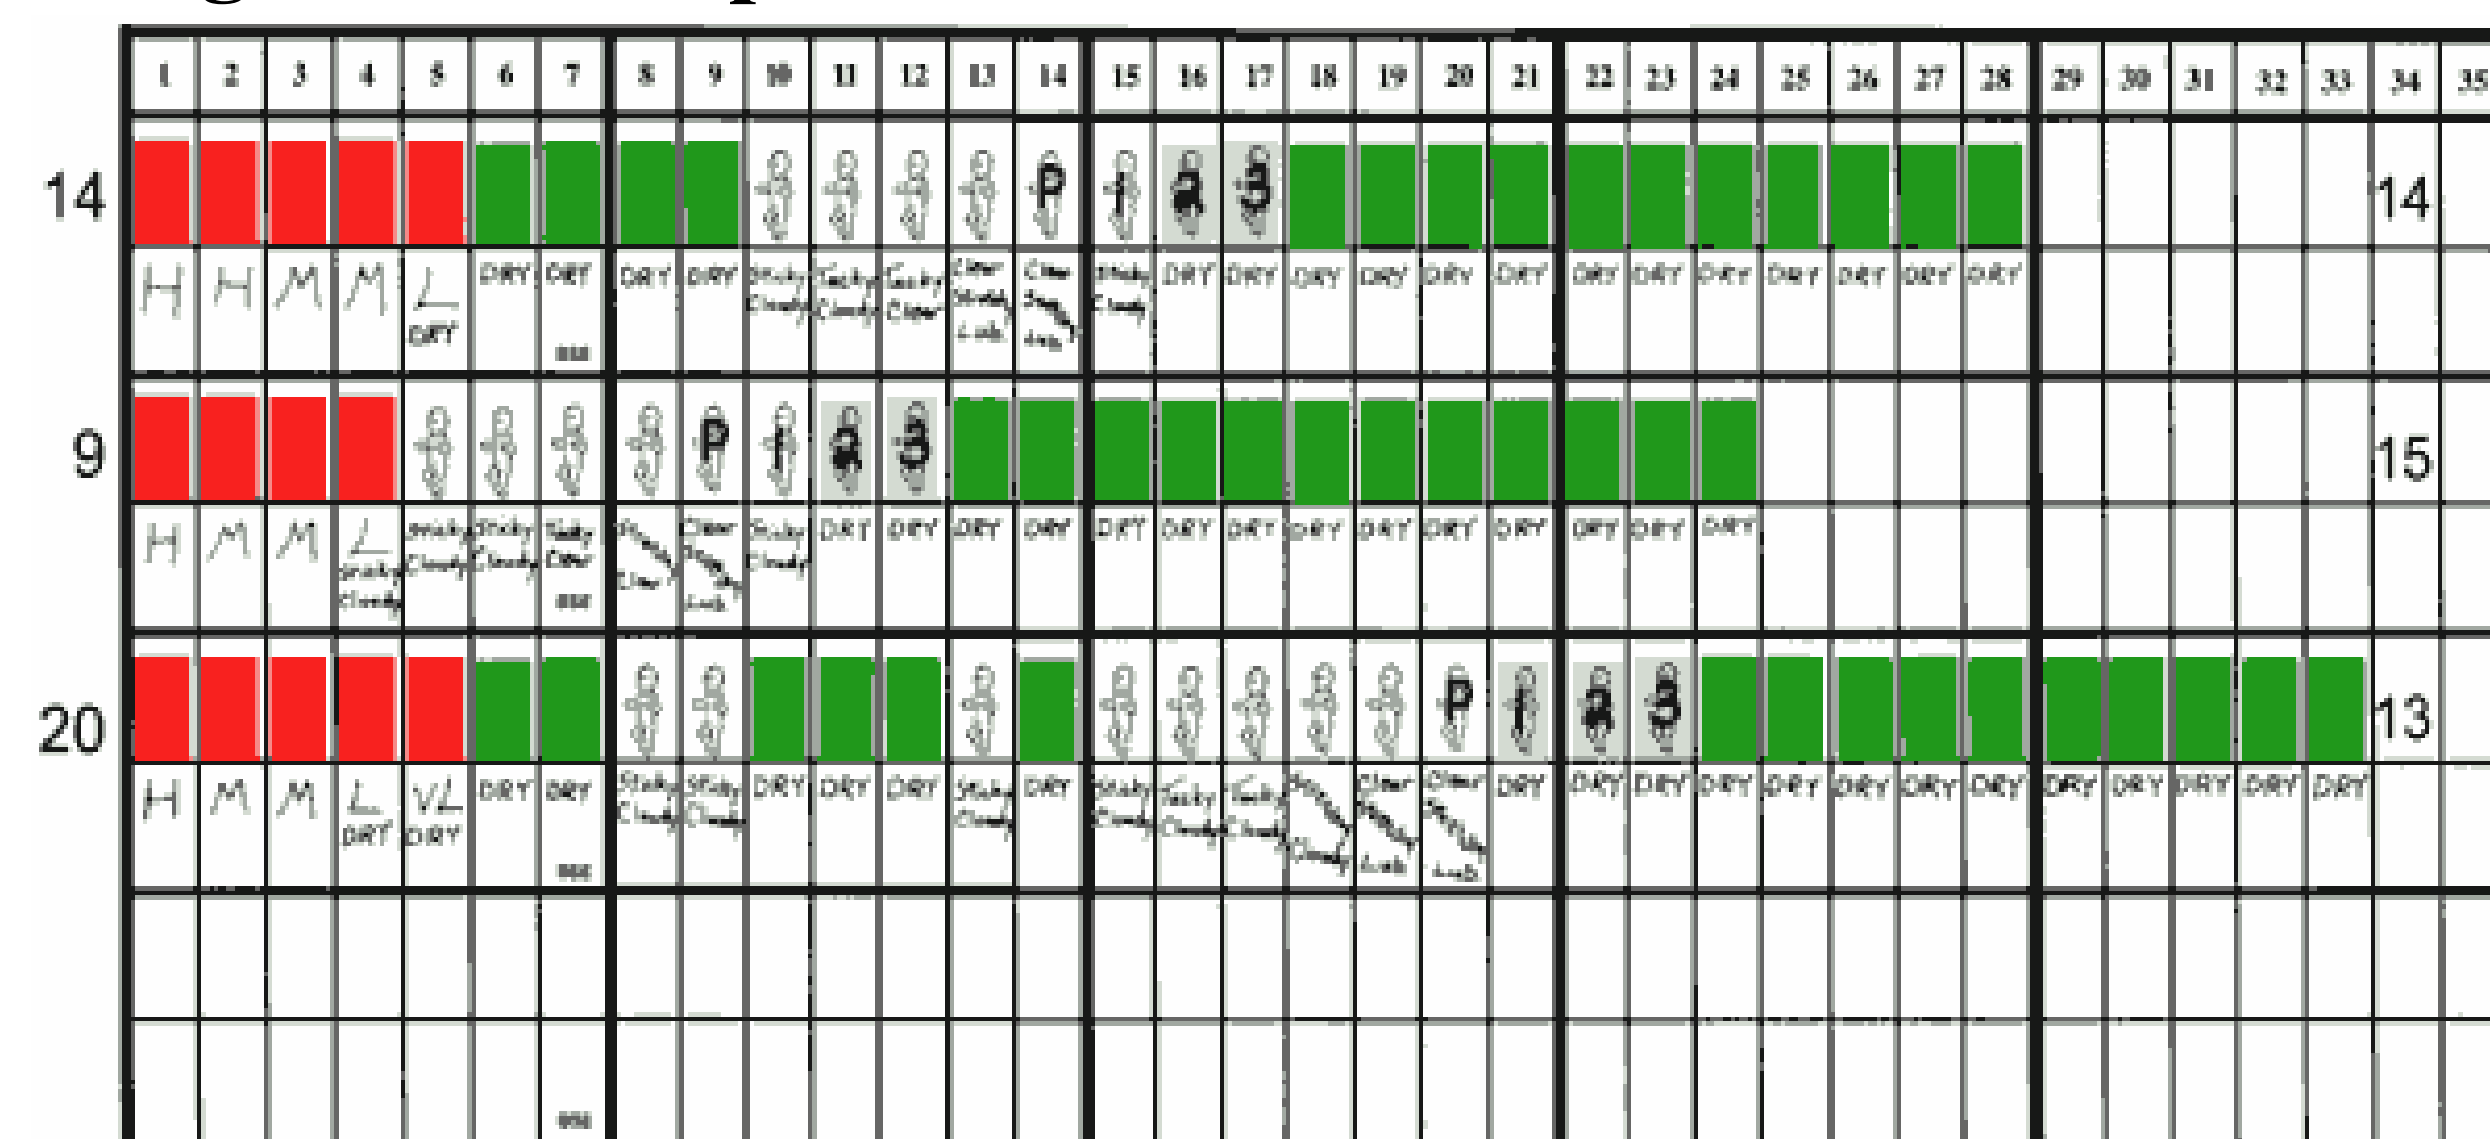 1 2 3 4 5 6 7 8 9 10 11 12 13 14 15 16 17 18 19 20 21 22 23 24 25 26 27 28 29 30 31 32 33 34 35
14 P 1 2 3 14
H H M M L DRY DRY DRY DRY Sticky Tacky Tacky Clear Clear Sticky DRY DRY DRY DRY DRY DRY DRY DRY DRY DRY DRY DRY DRY
DRY Cloudy Cloudy Clear Cloudy
Lub. Lub.
9 P 1 2 3 15
H M M L Sticky Sticky Tacky Clear Sticky DRY DRY DRY DRY DRY DRY DRY DRY DRY DRY DRY DRY DRY DRY
Sticky Cloudy Cloudy Clear Clear Cloudy
Cloudy Lub.
20 P 1 2 3 13
H M M L VL DRY DRY Sticky Sticky DRY DRY DRY Sticky DRY Sticky Tacky Tacky Clear Clear DRY DRY DRY DRY DRY DRY DRY DRY DRY DRY DRY DRY DRY
DRY DRY Cloudy Cloudy Cloudy Cloudy Cloudy Cloudy Cloudy Lub. Lub.